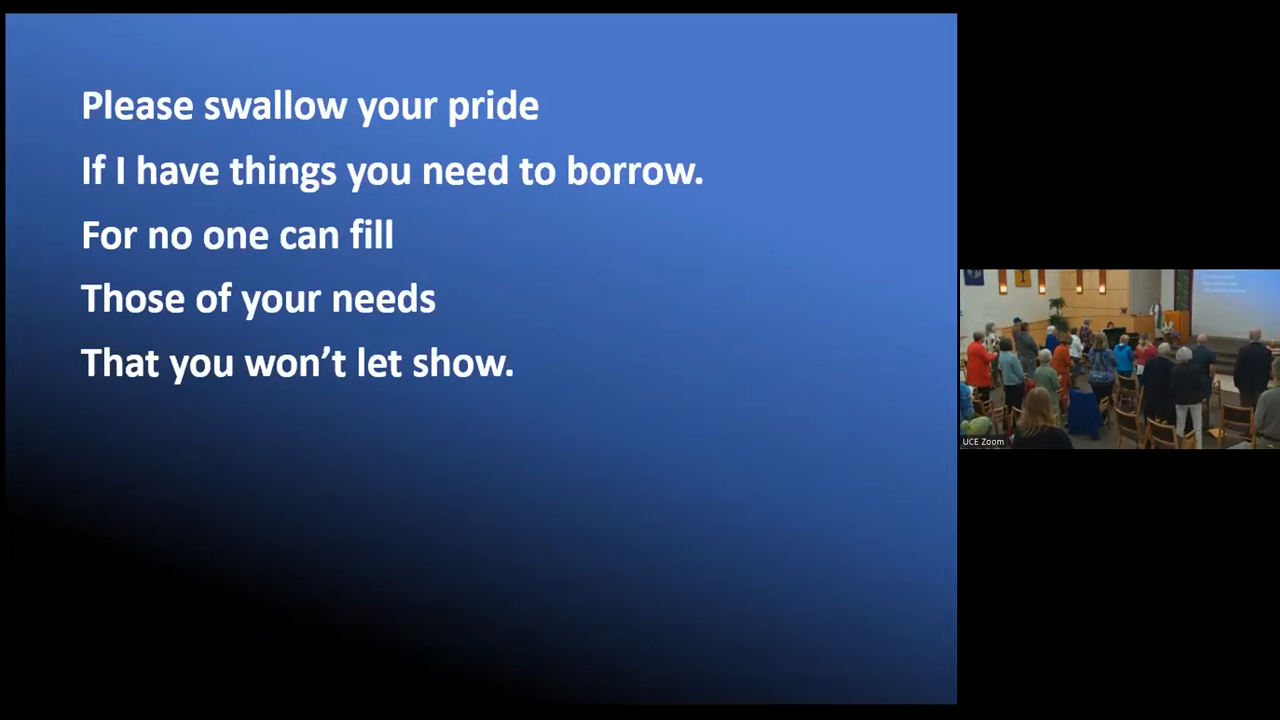 Please swallow your pride
If I have things you need to borrow.
For no one can fill
Those of your needs
That you won’t let show.
UCE Zoom